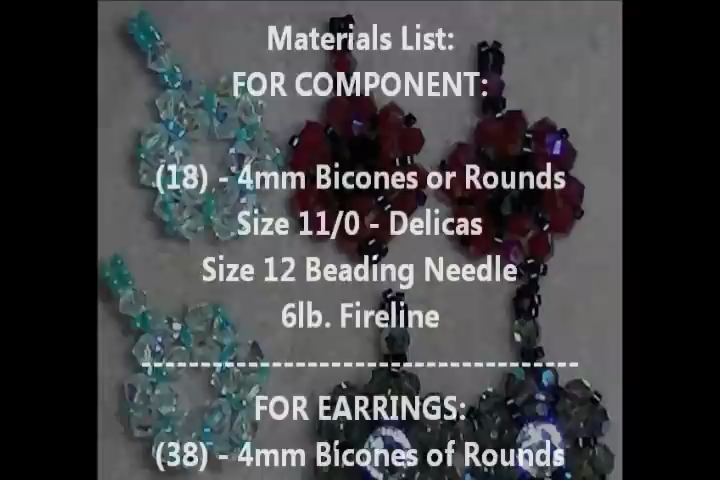 Materials List:
FOR COMPONENT:
(18) - 4mm Bicones or Rounds
Size 11/0 - Delicas
Size 12 Beading Needle
6lb. Fireline
---------------------------------------
FOR EARRINGS:
(38) - 4mm Bicones of Rounds